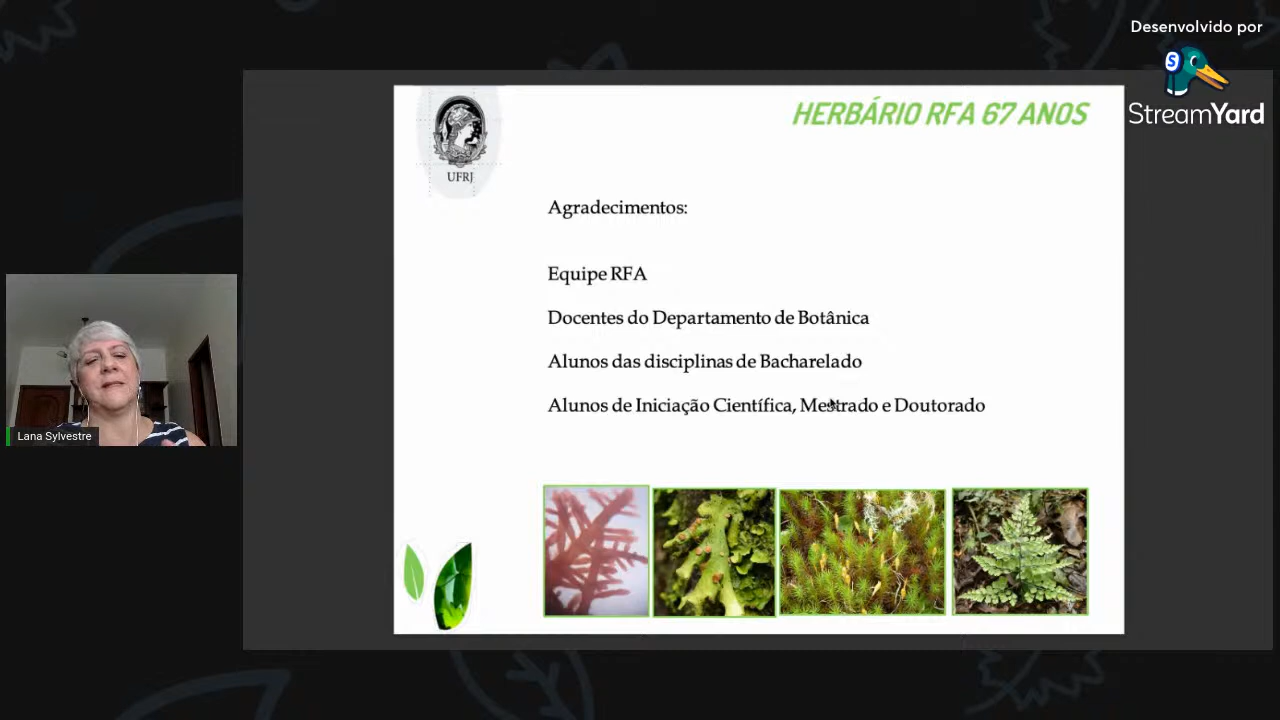 Desenvolvido por
S
StreamYard
HERBÁRIO RFA 67 ANOS
UFRJ
Agradecimentos:
Equipe RFA
Docentes do Departamento de Botânica
Alunos das disciplinas de Bacharelado
Alunos de Iniciação Científica, Mestrado e Doutorado
Lana Sylvestre